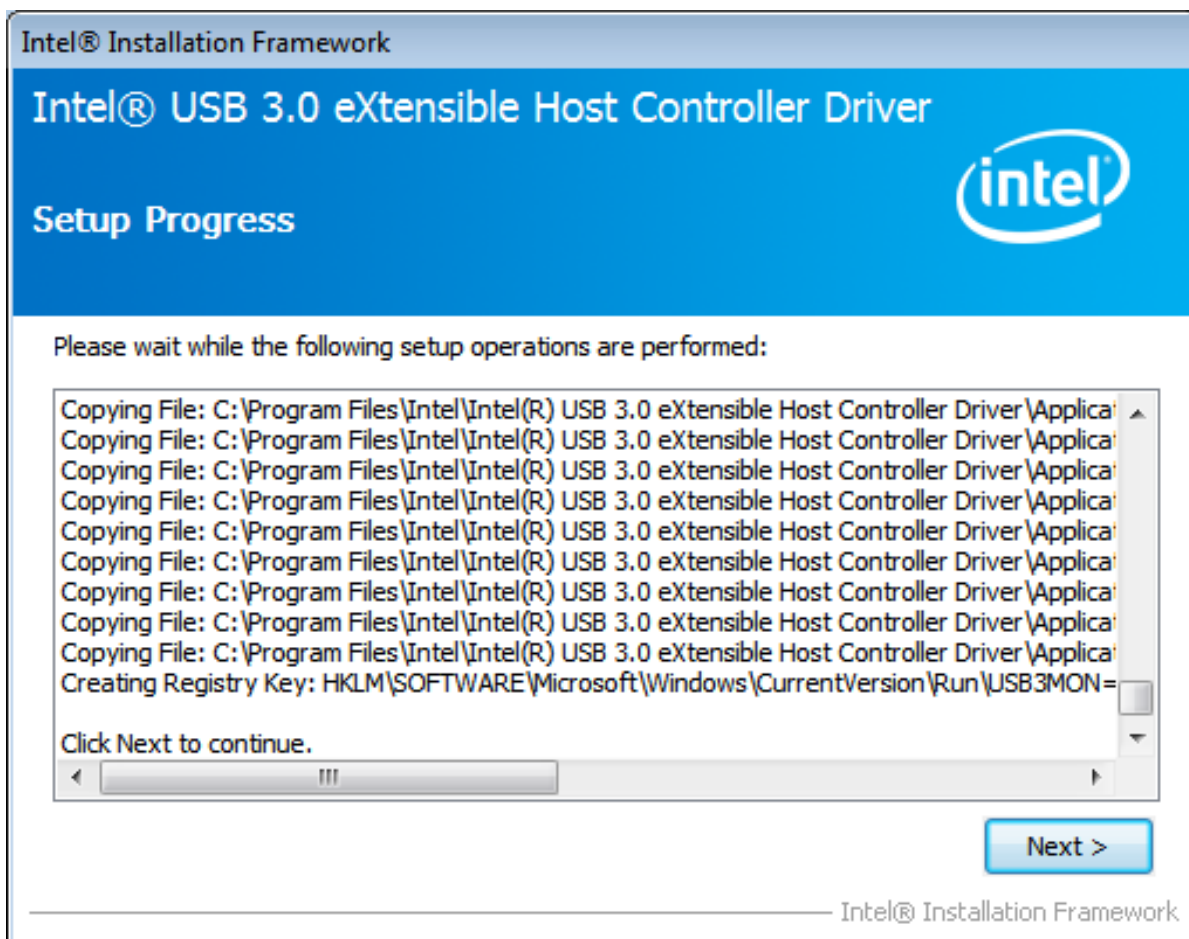 Intel® Installation Framework
Intel® USB 3.0 eXtensible Host Controller Driver
intel
Setup Progress
Please wait while the following setup operations are performed:
Copying File: C:\Program Files\Intel\Intel(R) USB 3.0 eXtensible Host Controller Driver\Applicat
Copying File: C:\Program Files\Intel\Intel(R) USB 3.0 eXtensible Host Controller Driver\Applicat
Copying File: C:\Program Files\Intel\Intel(R) USB 3.0 eXtensible Host Controller Driver\Applicat
Copying File: C:\Program Files\Intel\Intel(R) USB 3.0 eXtensible Host Controller Driver\Applicat
Copying File: C:\Program Files\Intel\Intel(R) USB 3.0 eXtensible Host Controller Driver\Applicat
Copying File: C:\Program Files\Intel\Intel(R) USB 3.0 eXtensible Host Controller Driver\Applicat
Copying File: C:\Program Files\Intel\Intel(R) USB 3.0 eXtensible Host Controller Driver\Applicat
Copying File: C:\Program Files\Intel\Intel(R) USB 3.0 eXtensible Host Controller Driver\Applicat
Copying File: C:\Program Files\Intel\Intel(R) USB 3.0 eXtensible Host Controller Driver\Applicat
Creating Registry Key: HKLM\SOFTWARE\Microsoft\Windows\CurrentVersion\Run\USB3MON=
Click Next to continue.
Next >
Intel® Installation Framework